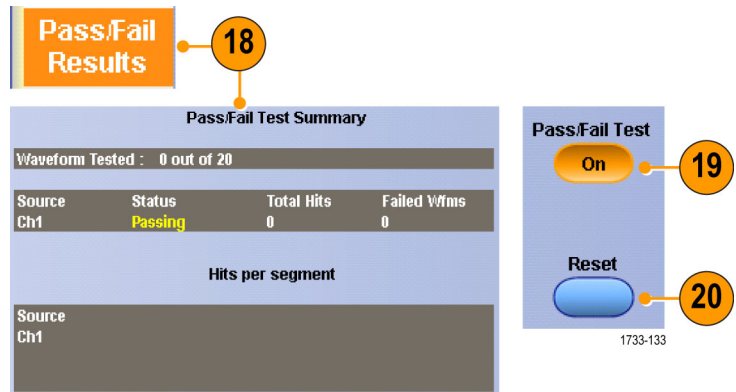 Pass/Fail
Results
18
Pass/Fail Test Summary
Waveform Tested : 0 out of 20
Source Status Total Hits Failed Wfms
Ch1 Passing 0 0
Hits per segment
Source
Ch1
Pass/Fail Test
On
19
Reset
20
1733-133